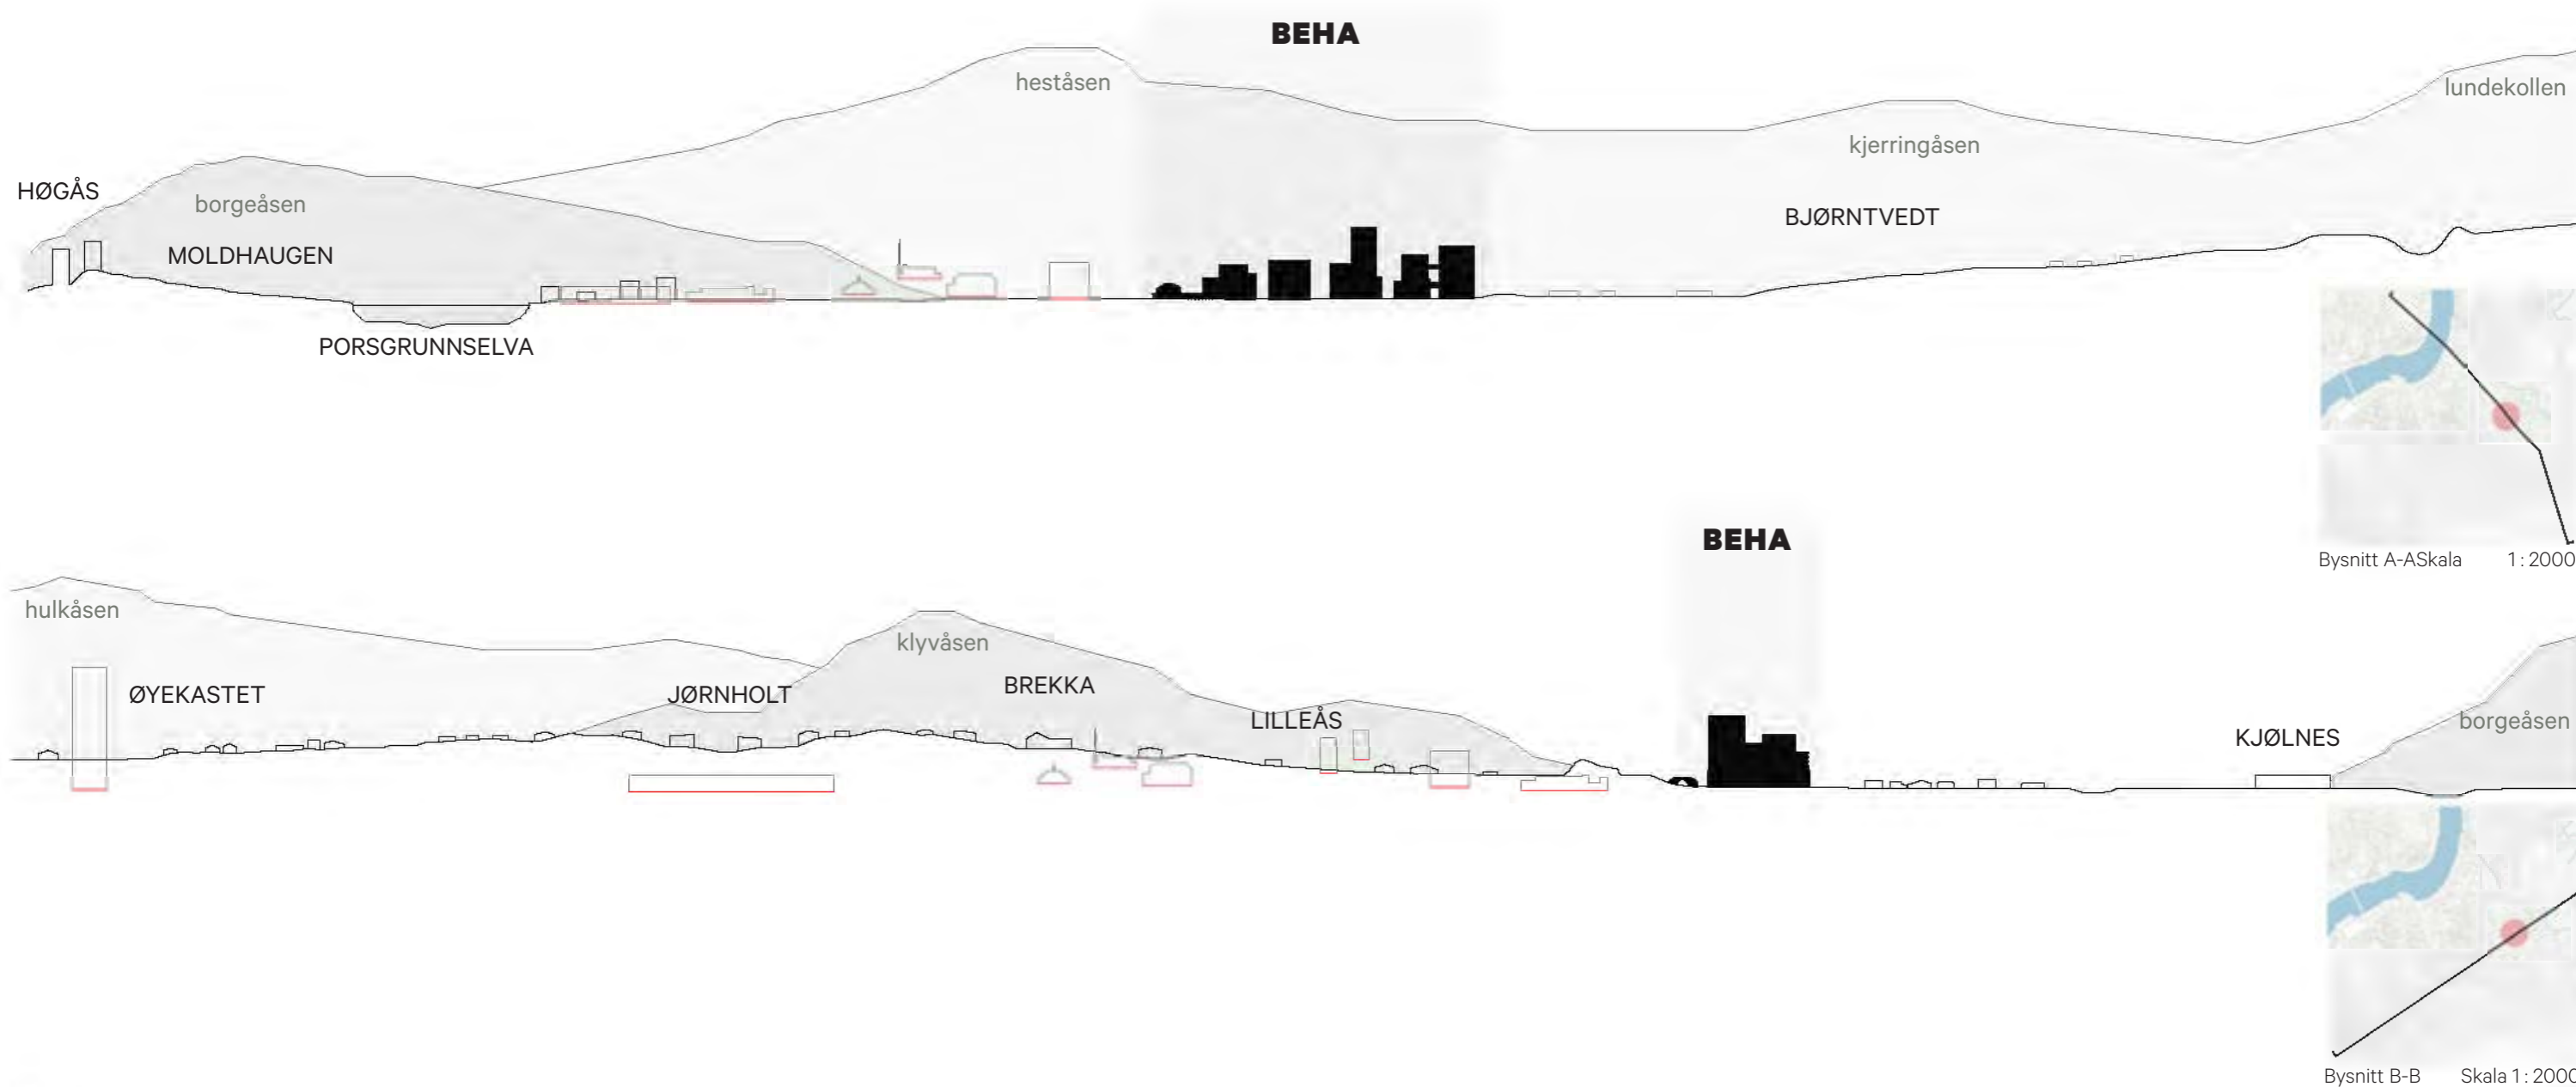 BEHA
heståsen
lundekollen
kjerringåsen
HØGÅS
borgeåsen
BJØRNTVEDT
MOLDHAUGEN
PORSGRUNNSELVA
Bysnitt A-ASkala 1:2000
BEHA
hulkåsen
klyvåsen
BREKKA
ØYEKASTET
JØRNHOLT
LILLEÅS
borgeåsen
KJØLNES
Bysnitt B-B Skala 1:2000